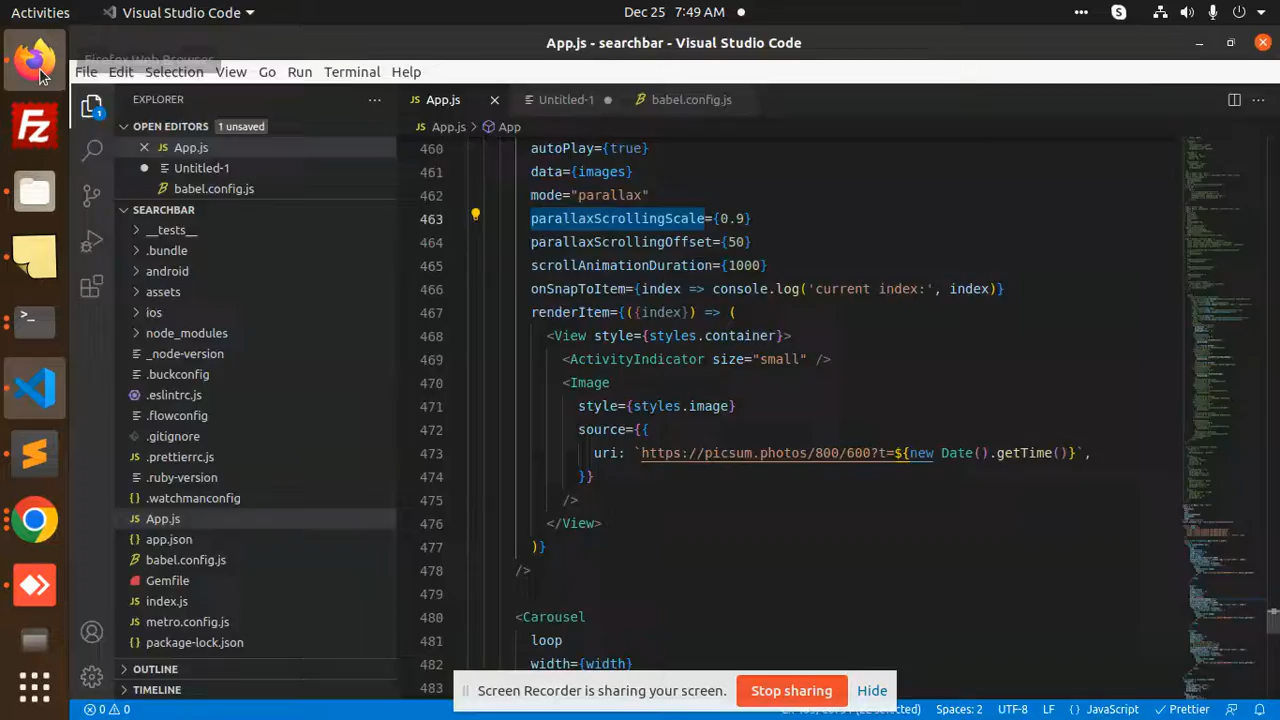 Activities
Visual Studio Code
Dec 25 7:49 AM
App.js - searchbar - Visual Studio Code
Firefox Web Browser
File Edit Selection View Go Run Terminal Help
EXPLORER
App.js
Untitled-1
babel.config.js
OPEN EDITORS 1 unsaved
App.js > App
App.js
Untitled-1
babel.config.js
SEARCHBAR
__tests__
.bundle
android
assets
ios
node_modules
_node-version
.buckconfig
.eslintrc.js
.flowconfig
.gitignore
.prettierrc.js
.ruby-version
.watchmanconfig
App.js
app.json
babel.config.js
Gemfile
index.js
metro.config.js
package-lock.json
OUTLINE
TIMELINE
460 autoPlay={true}
461 data={images}
462 mode="parallax"
463 parallaxScrollingScale={0.9}
464 parallaxScrollingOffset={50}
465 scrollAnimationDuration={1000}
466 onSnapToItem={index => console.log('current index:', index)}
467 renderItem={({index}) => (
468 <View style={styles.container}>
469 <ActivityIndicator size="small" />
470 <Image
471 style={styles.image}
472 source={{
473 uri: `https://picsum.photos/800/600?t=${new Date().getTime()}`,
474 }}
475 />
476 </View>
477 )}
478 />
479
480 <Carousel
481 loop
482 width={width}
483
Screen Recorder is sharing your screen. Stop sharing Hide
0 0
Spaces: 2 UTF-8 LF {} JavaScript Prettier